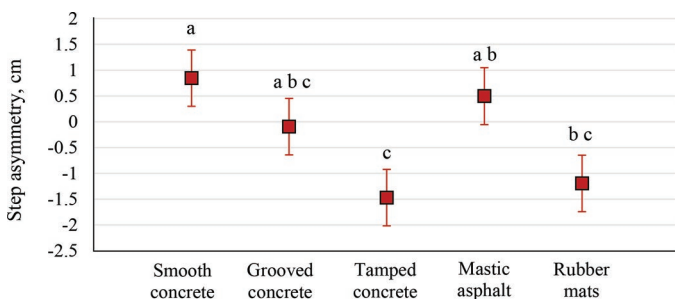 2
1.5
1
0.5
0
-0.5
-1
-1.5
-2
-2.5
Step asymmetry, cm
a
a b c
c
a b
b c
Smooth
concrete
Grooved
concrete
Tamped
concrete
Mastic
asphalt
Rubber
mats